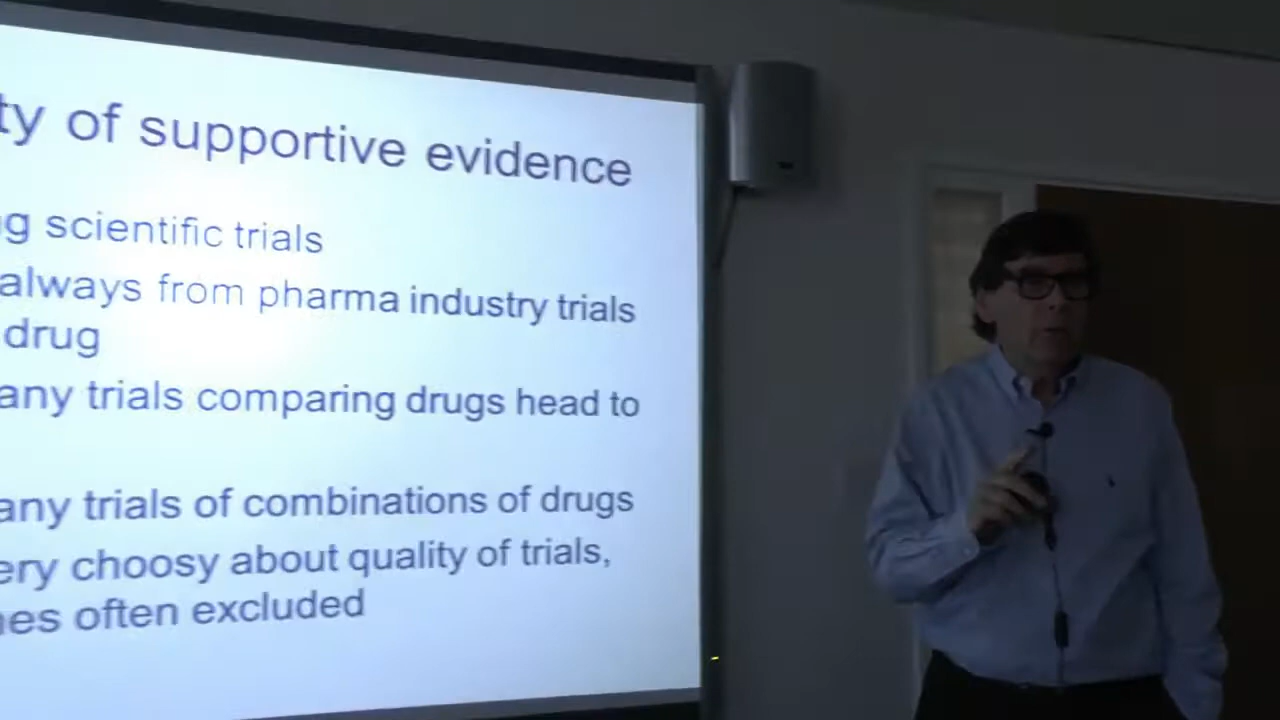 ty of supportive evidence
g scientific trials
always from pharma industry trials
drug
any trials comparing drugs head to
any trials of combinations of drugs
ery choosy about quality of trials,
es often excluded